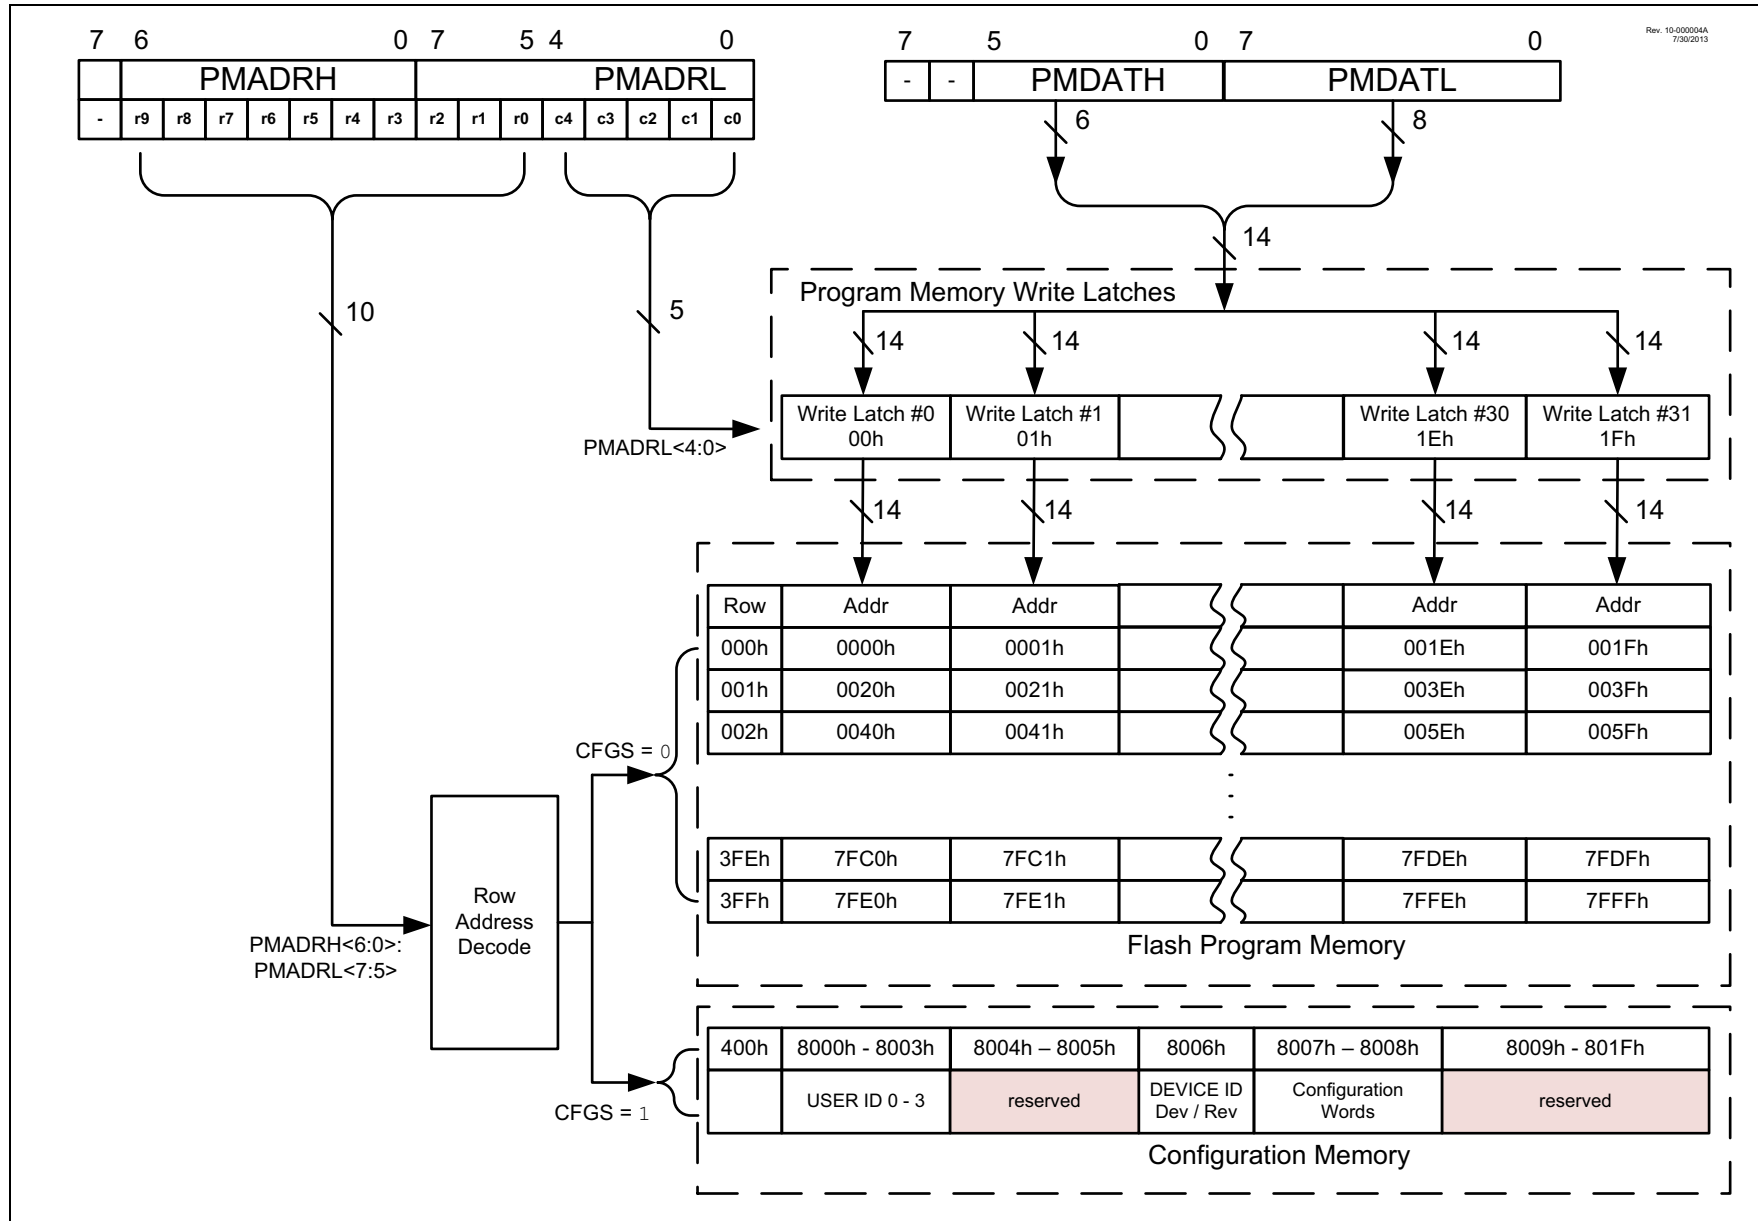 7 6 0 7 5 4 0
PMADRH PMADRL
- r9 r8 r7 r6 r5 r4 r3 r2 r1 r0 c4 c3 c2 c1 c0
7 5 0 7 0
- - PMDATH PMDATL
Rev. 10-000004A
7/30/2013
6 8
14
10
5
Program Memory Write Latches
14 14 14 14
Write Latch #0
00h
Write Latch #1
01h
Write Latch #30
1Eh
Write Latch #31
1Fh
PMADRL<4:0>
14 14 14 14
Row Addr Addr Addr Addr
000h 0000h 0001h 001Eh 001Fh
001h 0020h 0021h 003Eh 003Fh
002h 0040h 0041h 005Eh 005Fh
CFGS = 0
3FEh 7FC0h 7FC1h 7FDEh 7FDFh
3FFh 7FE0h 7FE1h 7FFEh 7FFFh
Flash Program Memory
Row
Address
Decode
PMADRH<6:0>:
PMADRL<7:5>
400h 8000h - 8003h 8004h – 8005h 8006h 8007h – 8008h 8009h - 801Fh
USER ID 0 - 3
reserved
DEVICE ID
Dev / Rev
Configuration
Words
reserved
CFGS = 1
Configuration Memory